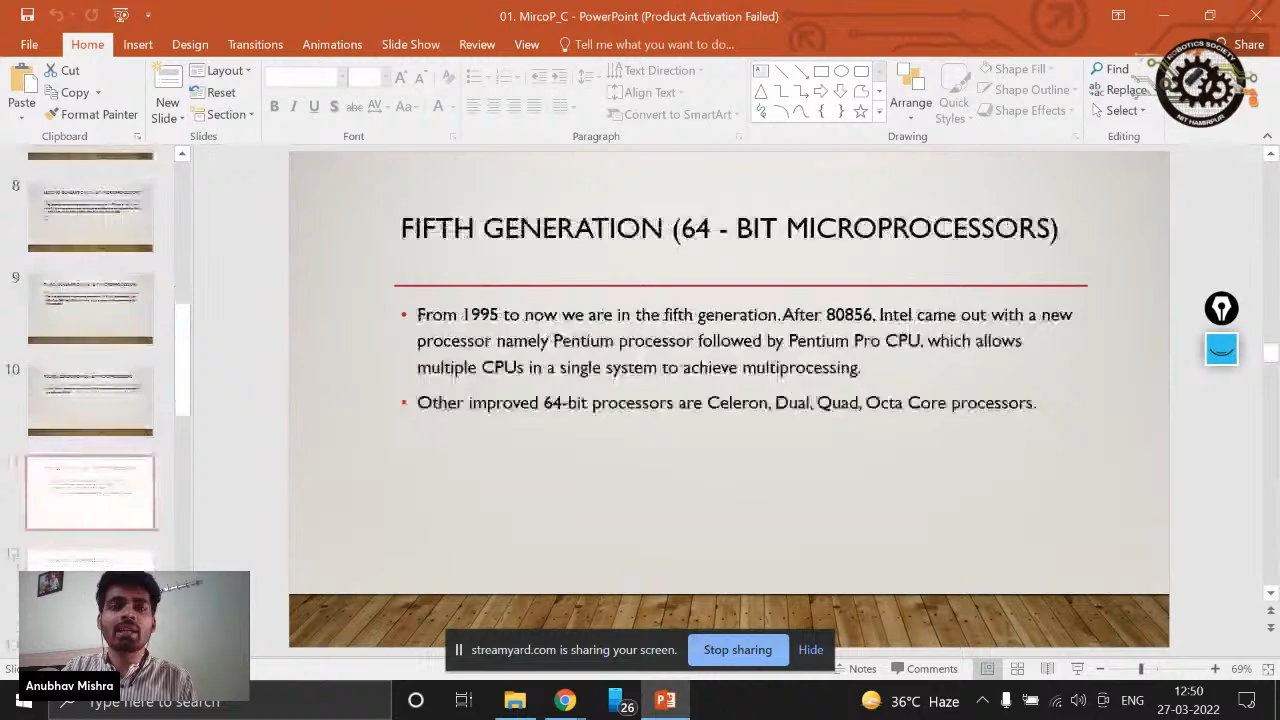 01. MircoP_C - PowerPoint (Product Activation Failed)
File Home Insert Design Transitions Animations Slide Show Review View Tell me what you want to do... Share
Cut
Copy
Format Painter
Paste
Clipboard
New
Slide
Layout
Reset
Section
Slides
Font
Text Direction
Align Text
Convert to SmartArt
Paragraph
Arrange
Quick
Styles
Shape Fill
Shape Outline
Shape Effects
Drawing
Find
Replace
Select
Editing
ROBOTICS SOCIETY
NIT HAMIRPUR
8
9
10
FIFTH GENERATION (64 - BIT MICROPROCESSORS)
• From 1995 to now we are in the fifth generation. After 80856, Intel came out with a new
processor namely Pentium processor followed by Pentium Pro CPU, which allows
multiple CPUs in a single system to achieve multiprocessing.
• Other improved 64-bit processors are Celeron, Dual, Quad, Octa Core processors.
streamyard.com is sharing your screen. Stop sharing Hide
Anubhav Mishra
Notes Comments 69%
Type here to search
26
36°C Haze
ENG
12:50
27-03-2022